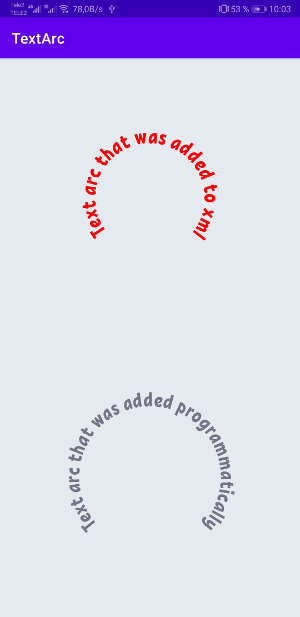 Tele2 78,0B/s 53 % 10:03
TELE2
TextArc
Text arc that was added to xml
Text arc that was added programmatically